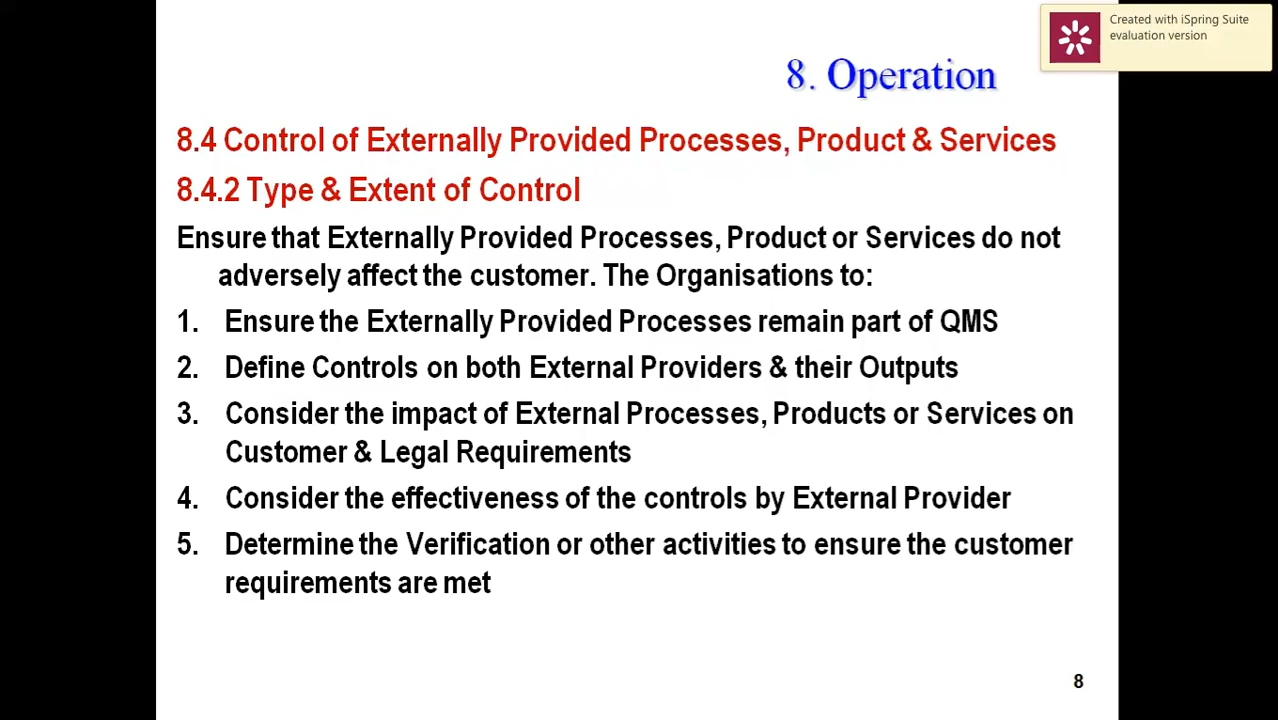 Created with iSpring Suite
evaluation version
8. Operation
8.4 Control of Externally Provided Processes, Product & Services
8.4.2 Type & Extent of Control
Ensure that Externally Provided Processes, Product or Services do not
adversely affect the customer. The Organisations to:
1. Ensure the Externally Provided Processes remain part of QMS
2. Define Controls on both External Providers & their Outputs
3. Consider the impact of External Processes, Products or Services on
Customer & Legal Requirements
4. Consider the effectiveness of the controls by External Provider
5. Determine the Verification or other activities to ensure the customer
requirements are met
8